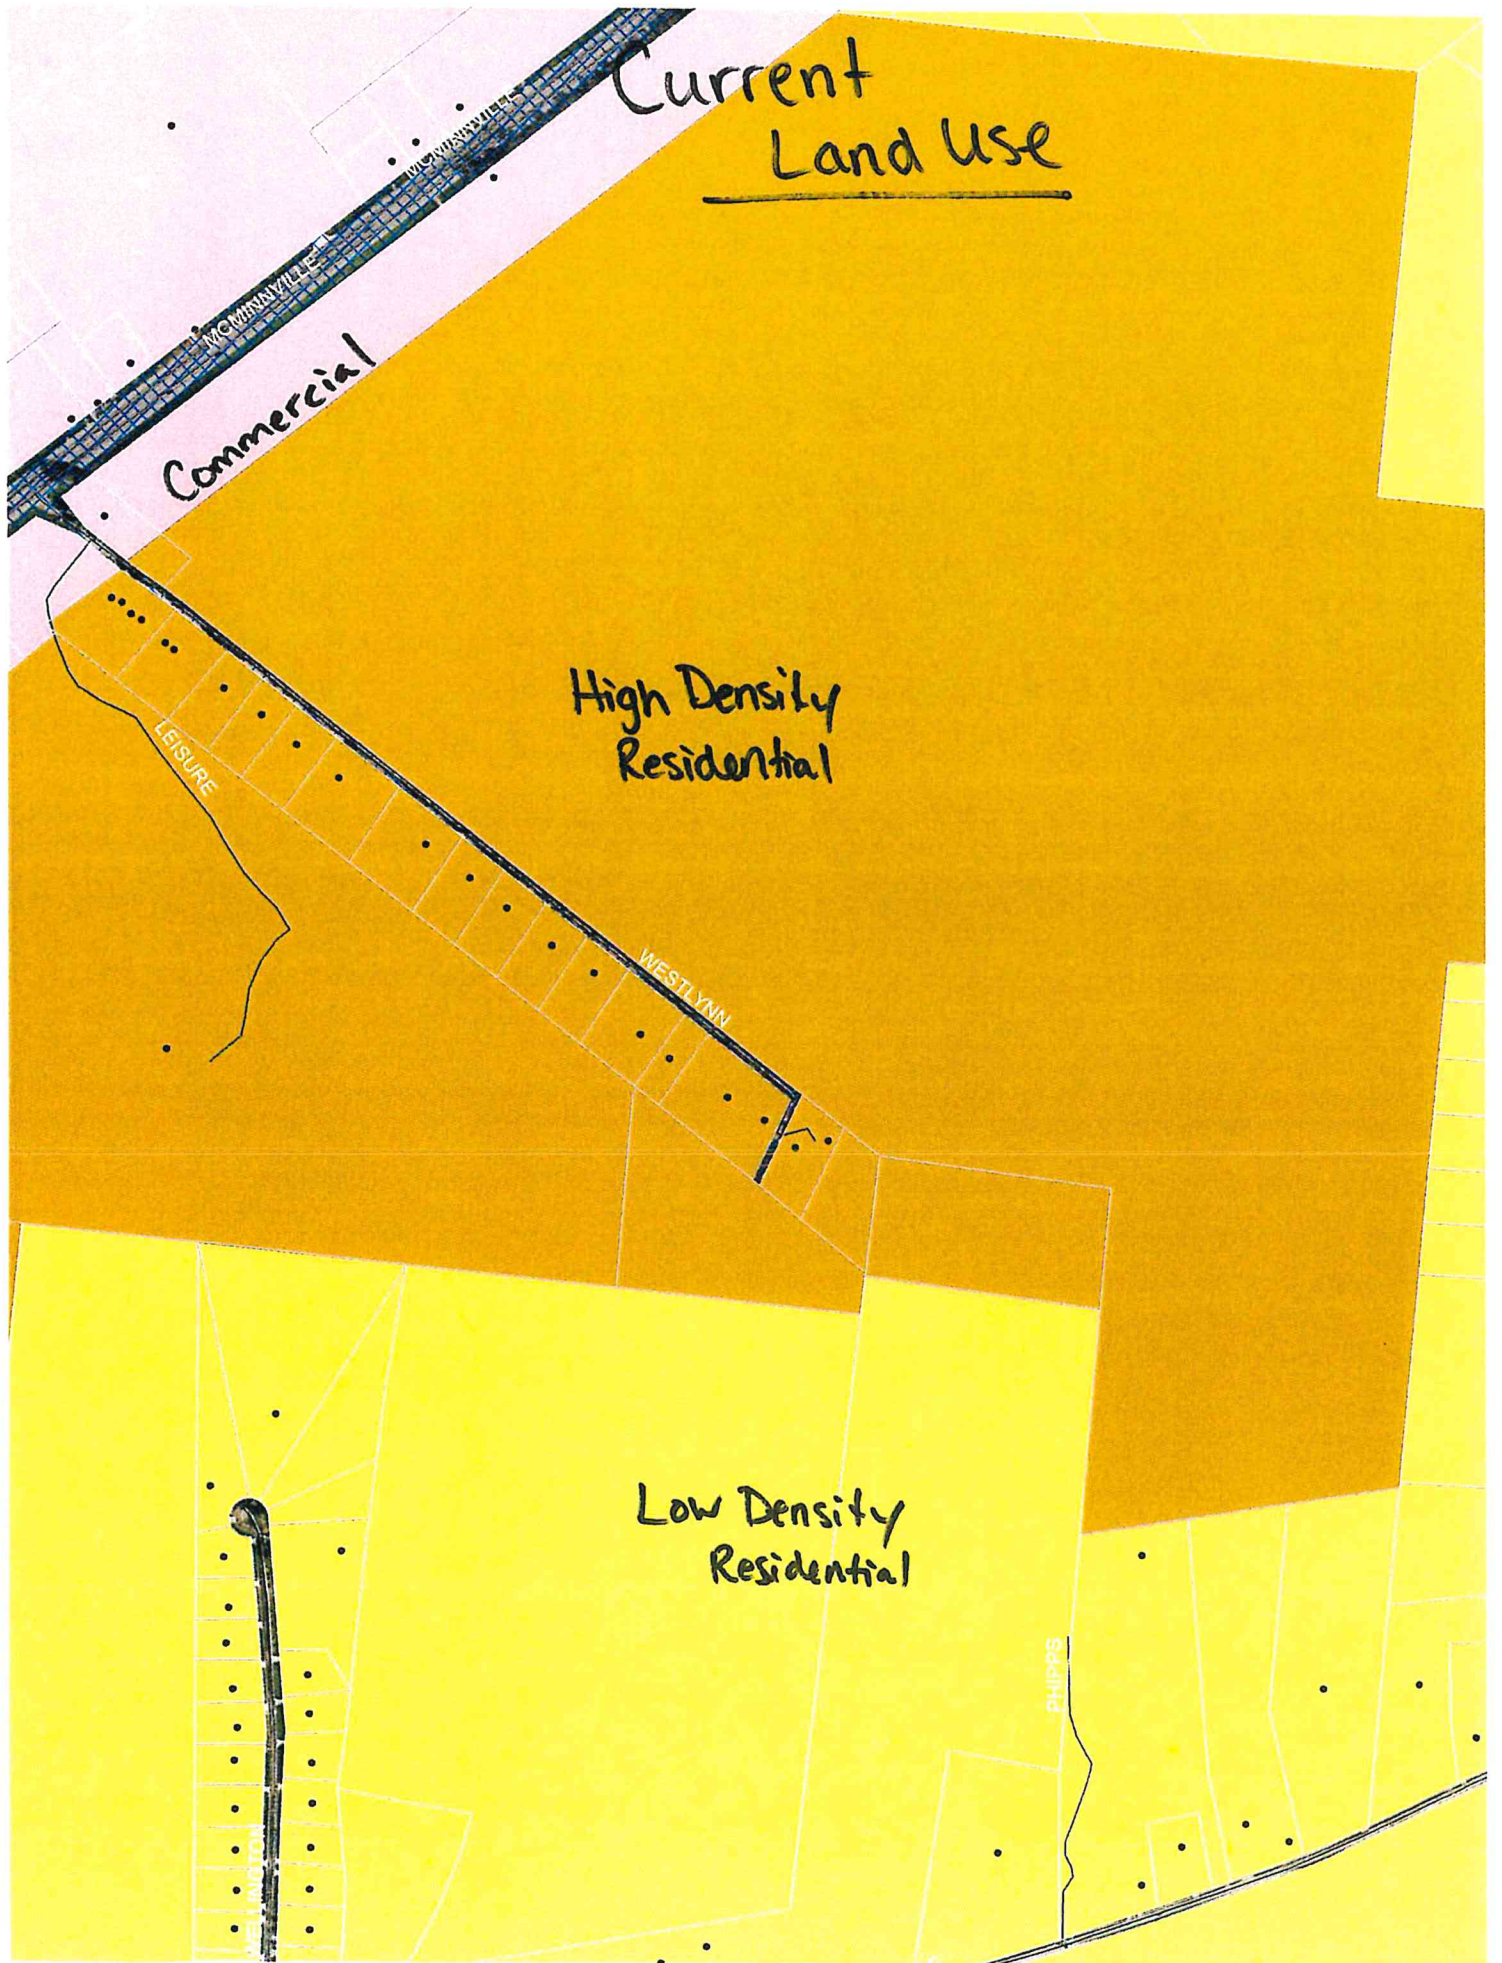 Current
Land Use
MCMINNVILLE
MCMINNVILLE
Commercial
High Density
Residential
LEISURE
WESTLYNN
Low Density
Residential
PHIPPS